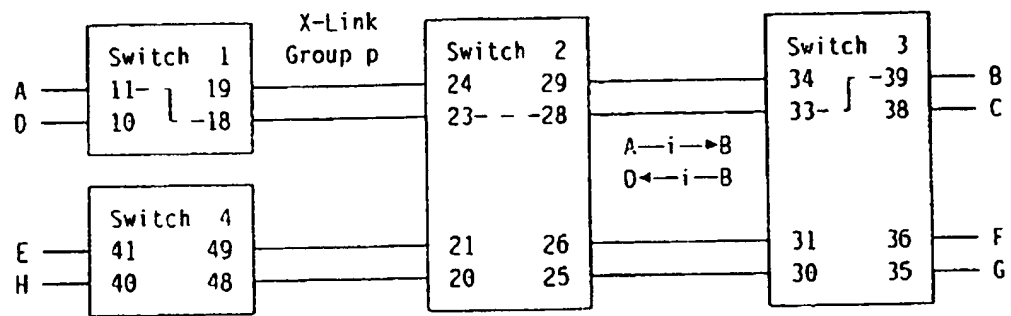 X-Link
Group p
Switch 1
A 11- 19
D 10 -18
Switch 2
24 29
23- - -28
21 26
20 25
Switch 3
34 -39 B
33- 38 C
31 36 F
30 35 G
A—i—►B
D◄—i—B
Switch 4
E 41 49
H 40 48